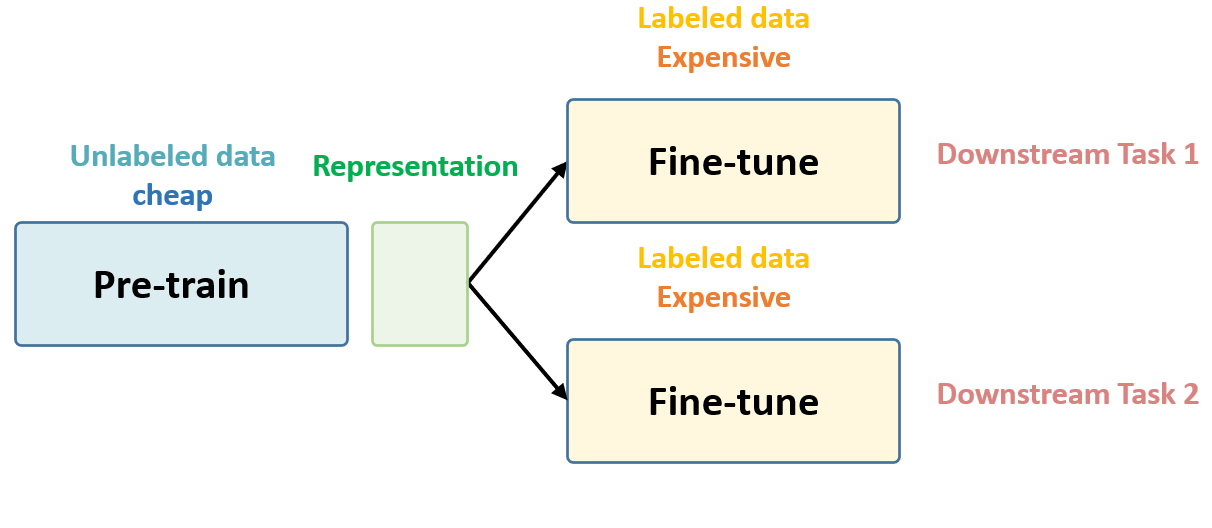 Unlabeled data
cheap
Pre-train
Representation
Labeled data
Expensive
Fine-tune
Downstream Task 1
Labeled data
Expensive
Fine-tune
Downstream Task 2